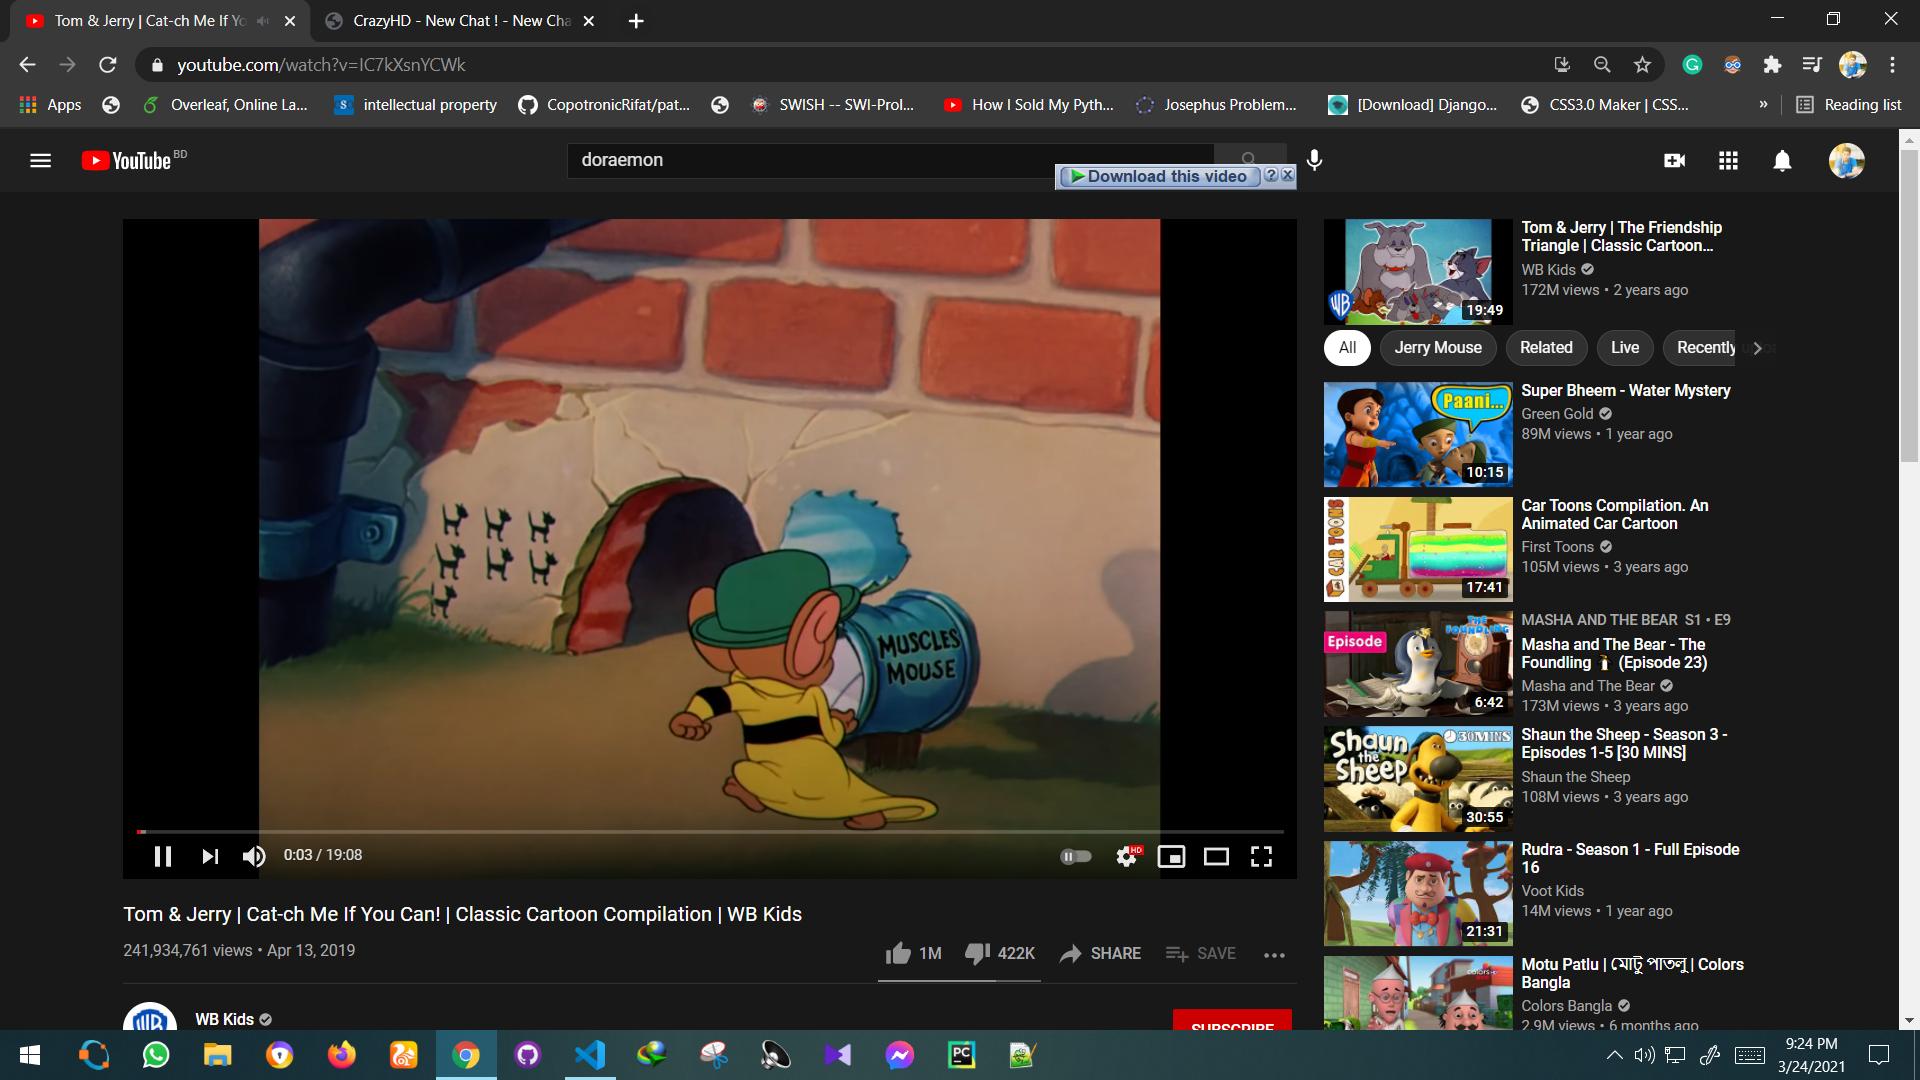 Tom & Jerry | Cat-ch Me If Yo
CrazyHD - New Chat ! - New Cha
youtube.com/watch?v=IC7kXsnYCWk
Apps
Overleaf, Online La...
intellectual property
CopotronicRifat/pat...
SWISH -- SWI-Prol...
How I Sold My Pyth...
Josephus Problem...
[Download] Django...
CSS3.0 Maker | CSS...
»
Reading list
YouTube BD
doraemon
Download this video
MUSCLES
MOUSE
0:03 / 19:08
HD
Tom & Jerry | Cat-ch Me If You Can! | Classic Cartoon Compilation | WB Kids
241,934,761 views • Apr 13, 2019
1M
422K
SHARE
SAVE
WB Kids
SUBSCRIBE
19:49
Tom & Jerry | The Friendship
Triangle | Classic Cartoon...
WB Kids
172M views • 2 years ago
All
Jerry Mouse
Related
Live
Recently
Paani...
10:15
Super Bheem - Water Mystery
Green Gold
89M views • 1 year ago
CAR TOONS
17:41
Car Toons Compilation. An
Animated Car Cartoon
First Toons
105M views • 3 years ago
Episode
THE
FOUNDLING
6:42
MASHA AND THE BEAR S1 • E9
Masha and The Bear - The
Foundling 🐧 (Episode 23)
Masha and The Bear
173M views • 3 years ago
Shaun
the
Sheep
30MINS
30:55
Shaun the Sheep - Season 3 -
Episodes 1-5 [30 MINS]
Shaun the Sheep
108M views • 3 years ago
21:31
Rudra - Season 1 - Full Episode
16
Voot Kids
14M views • 1 year ago
Motu Patlu | মোটু পাতলু | Colors
Bangla
Colors Bangla
2.9M views • 6 months ago
9:24 PM
3/24/2021